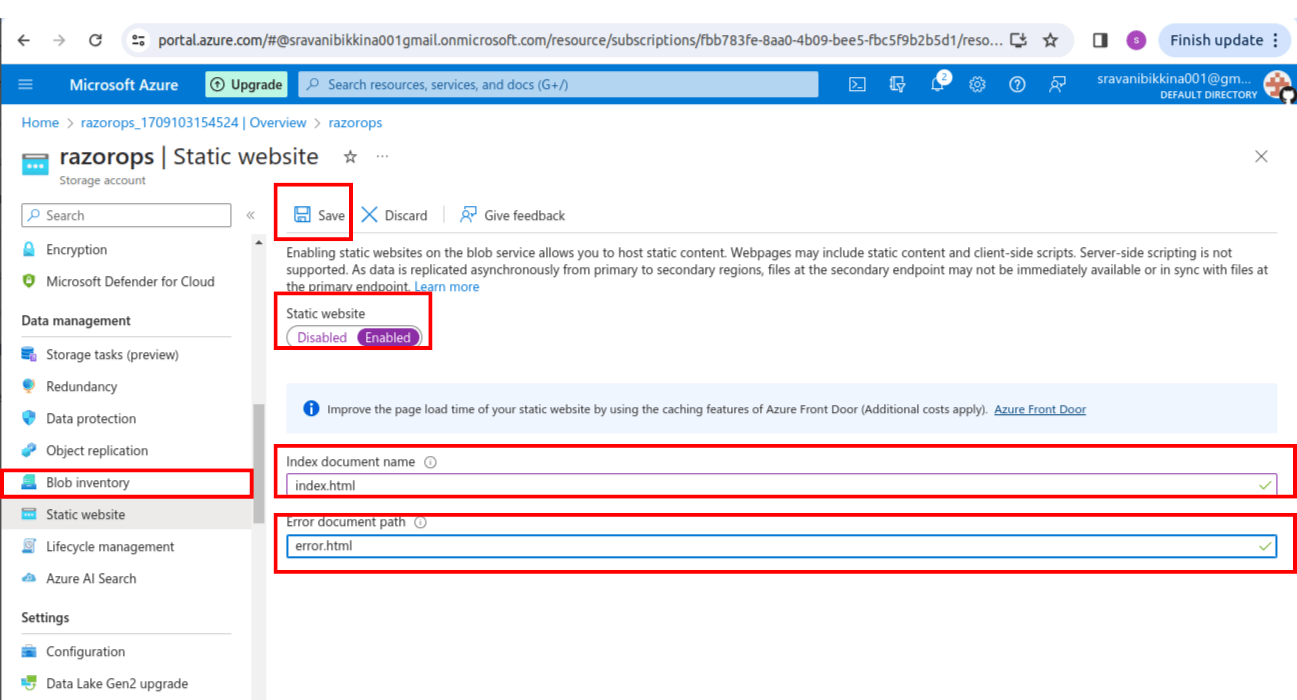 portal.azure.com/#@sravanibikkina001gmail.onmicrosoft.com/resource/subscriptions/fbb783fe-8aa0-4b09-bee5-fbc5f9b2b5d1/reso...
S
Finish update
Microsoft Azure
Upgrade
Search resources, services, and docs (G+/)
2
sravanibikkina001@gm...
DEFAULT DIRECTORY
Home > razorops_1709103154524 | Overview > razorops
razorops | Static website
Storage account
Search
«
Save
Discard
Give feedback
Enabling static websites on the blob service allows you to host static content. Webpages may include static content and client-side scripts. Server-side scripting is not
supported. As data is replicated asynchronously from primary to secondary regions, files at the secondary endpoint may not be immediately available or in sync with files at
the primary endpoint. Learn more
Static website
Disabled Enabled
Improve the page load time of your static website by using the caching features of Azure Front Door (Additional costs apply). Azure Front Door
Index document name
index.html
Error document path
error.html
Encryption
Microsoft Defender for Cloud
Data management
Storage tasks (preview)
Redundancy
Data protection
Object replication
Blob inventory
Static website
Lifecycle management
Azure AI Search
Settings
Configuration
Data Lake Gen2 upgrade